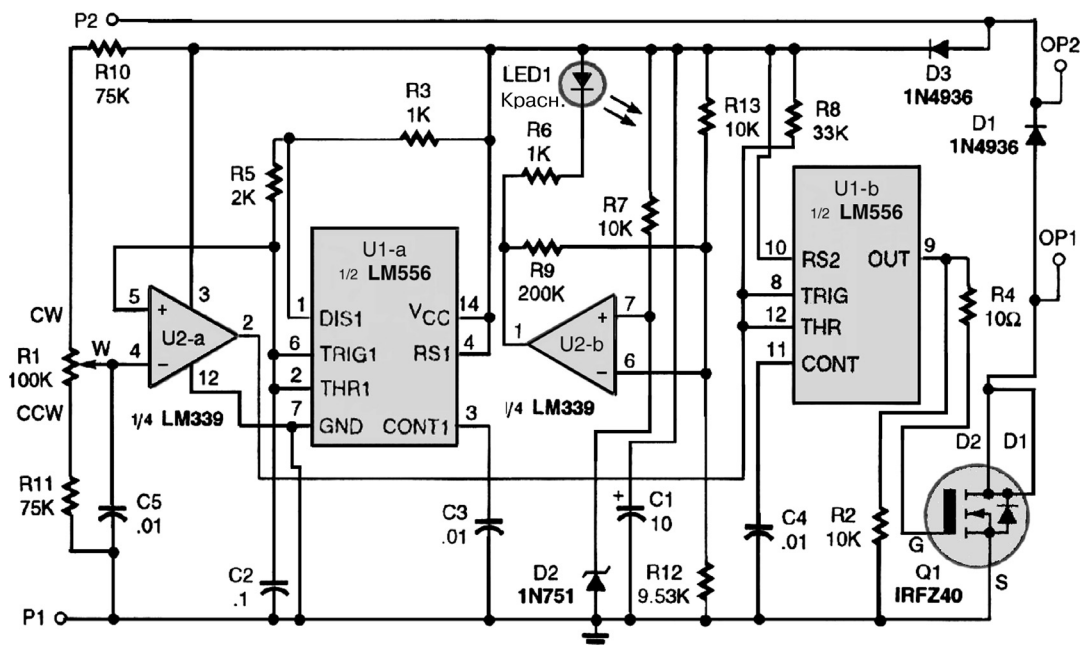 P2
R10
75K
R3
1K
LED1
Красн.
R6
1K
R13
10K
R8
33K
D3
1N4936
OP2
D1
1N4936
R5
2K
R7
10K
U1-a
1/2 LM556
U1-b
1/2 LM556
R9
200K
OP1
5
+
3
U2-a
2
4
−
12
1/4 LM339
CW
W
R1
100K
CCW
1
DIS1
6
TRIG1
2
THR1
7
GND
VCC
14
RS1
4
CONT1
3
1
7
+
U2-b
6
−
1/4 LM339
10
RS2
OUT
9
8
TRIG
12
THR
11
CONT
R4
10Ω
D2
D1
R11
75K
C5
.01
C3
.01
+
C1
10
C4
.01
R2
10K
G
Q1
S
IRFZ40
C2
.1
D2
1N751
R12
9.53K
P1